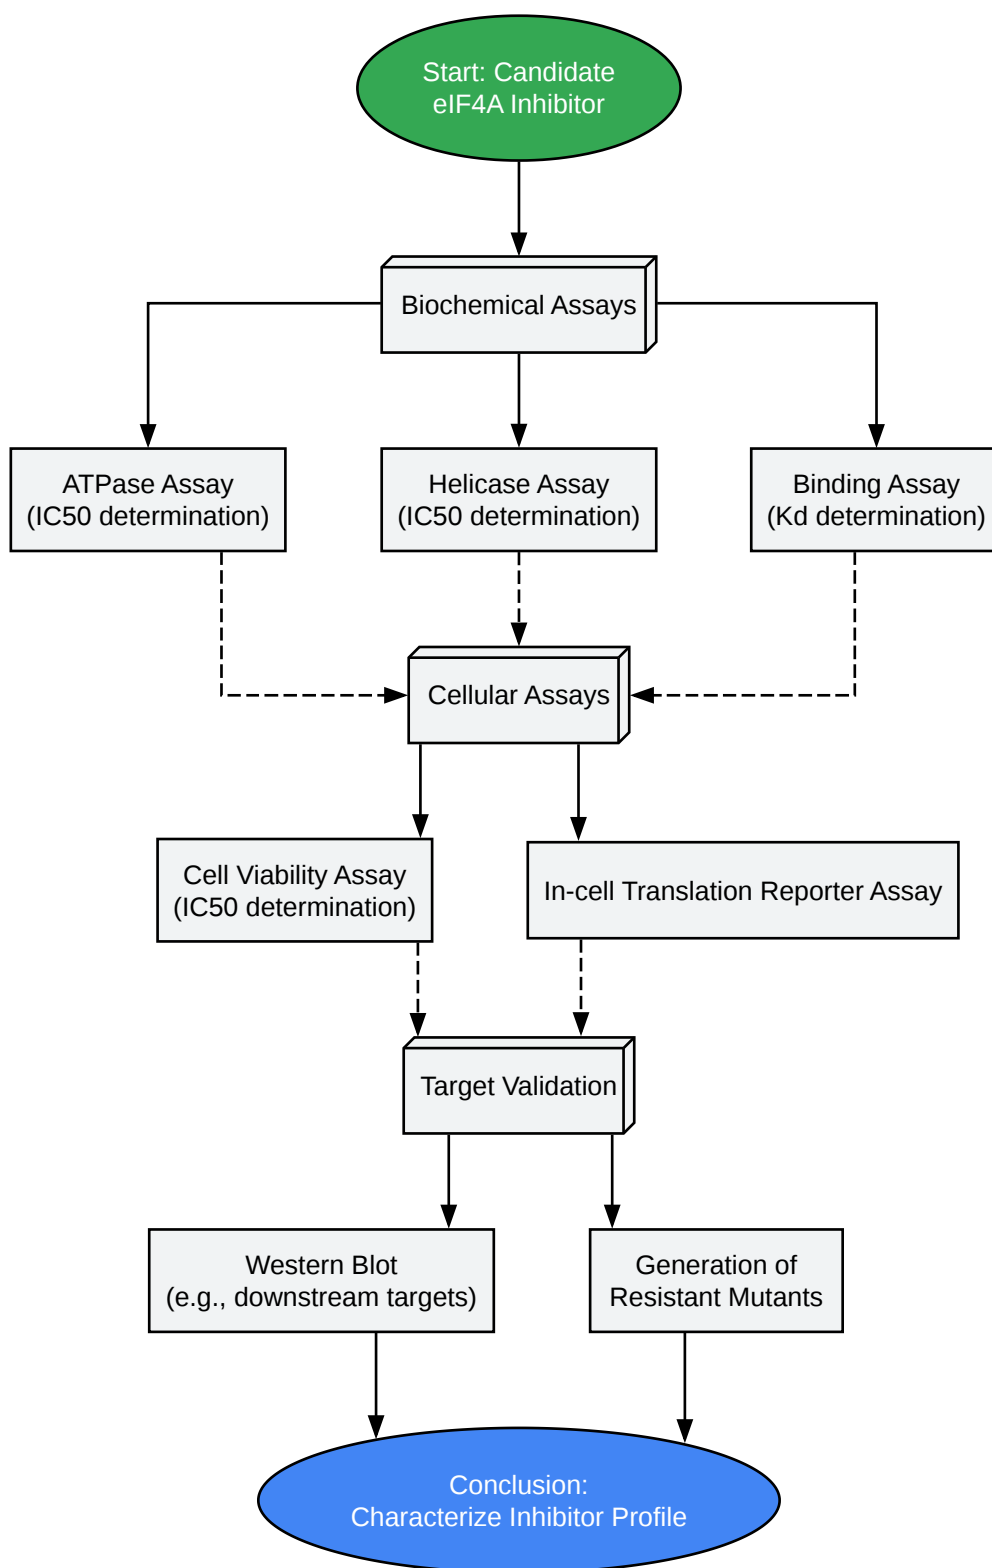 Start: Candidate
eIF4A Inhibitor
Biochemical Assays
ATPase Assay
(IC50 determination)
Helicase Assay
(IC50 determination)
Binding Assay
(Kd determination)
Cellular Assays
Cell Viability Assay
(IC50 determination)
In-cell Translation Reporter Assay
Target Validation
Western Blot
(e.g., downstream targets)
Generation of
Resistant Mutants
Conclusion:
Characterize Inhibitor Profile